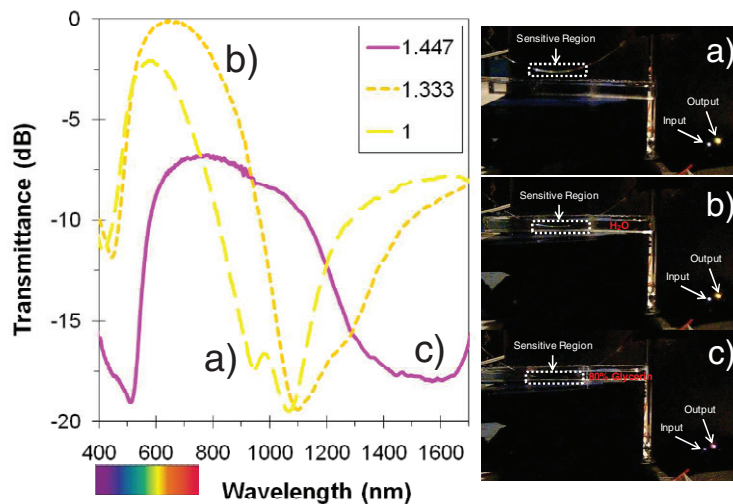 0
-5
-10
-15
-20
Transmittance (dB)
400 600 800 1000 1200 1400 1600
Wavelength (nm)
1.447
1.333
1
b)
a)
c)
Sensitive Region
a)
Output
Input
Sensitive Region
b)
H₂O
Output
Input
Sensitive Region
c)
80% Glycerin
Output
Input